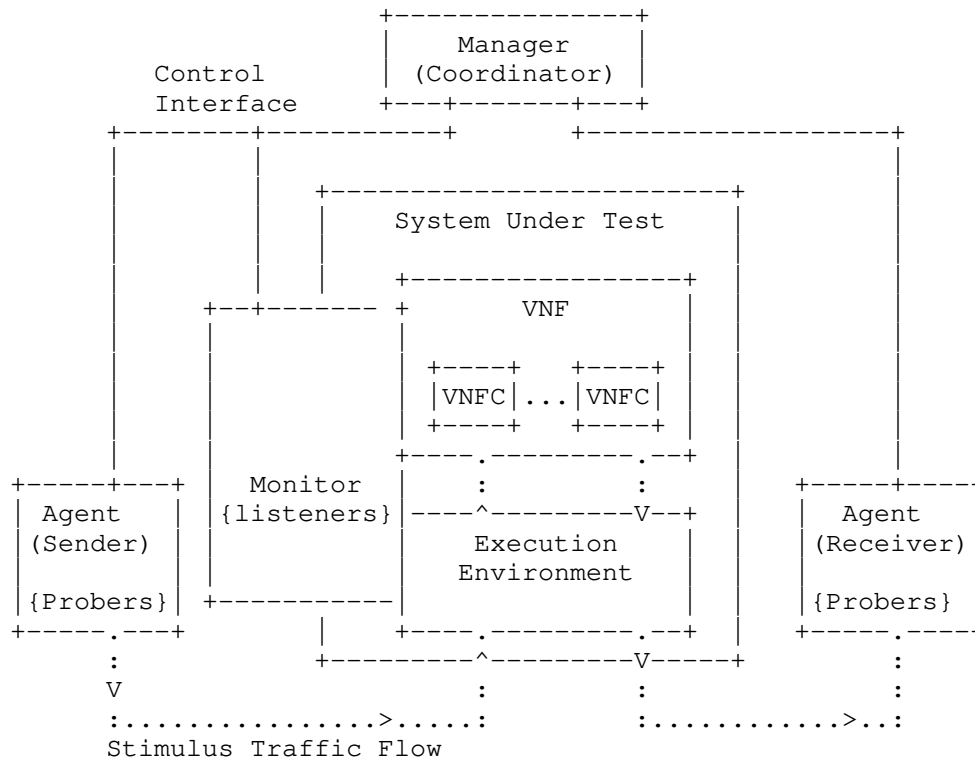 Manager
Control (Coordinator)
Interface
System Under Test
VNF
VNFC ... VNFC
Monitor
Agent {listeners} Agent
(Sender) Execution (Receiver)
Environment
{Probers} {Probers}
Stimulus Traffic Flow